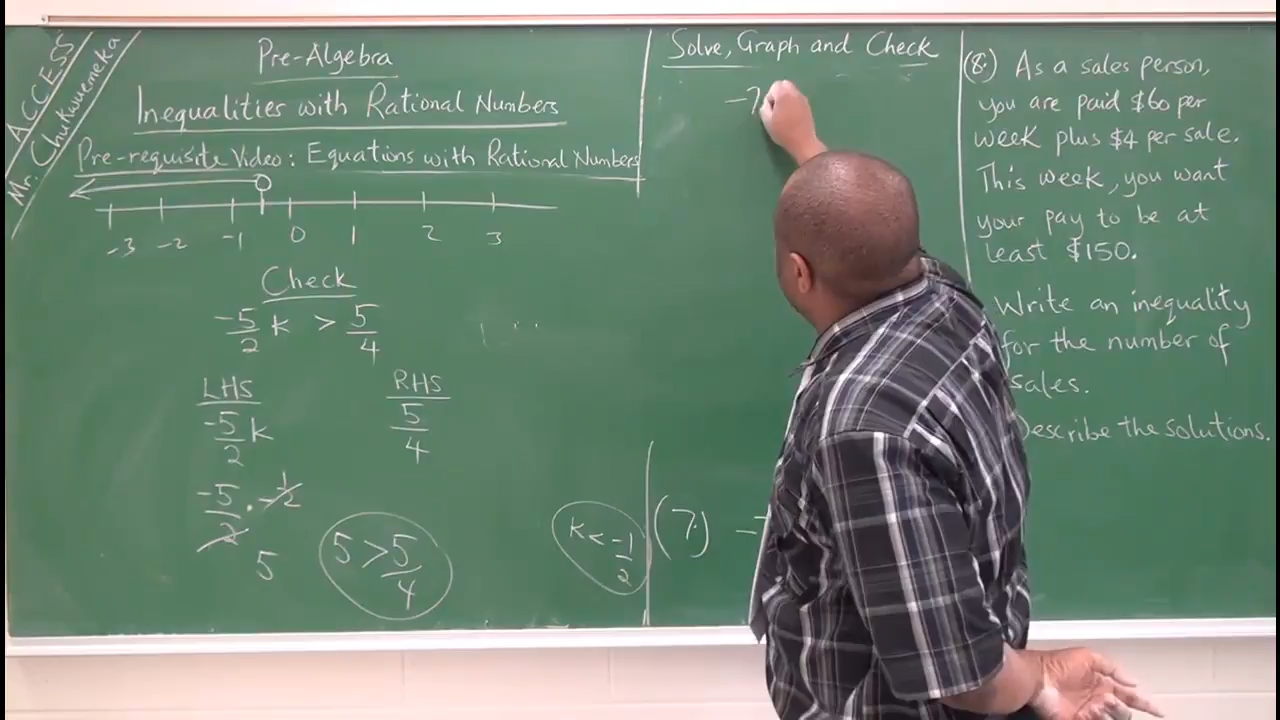 ACCESS
Mr. Chukwuemeka
Pre-Algebra
Inequalities with Rational Numbers
Pre-requisite Video: Equations with Rational Numbers
-3 -2 -1 0 1 2 3
Check
-5/2 k > 5/4
LHS RHS
-5/2 k 5/4
-5/2 · -1/2
5
5 > 5/4
k < -1/2
Solve, Graph and Check
-7
(7.) -7
(8.) As a sales person,
you are paid $60 per
week plus $4 per sale.
This week, you want
your pay to be at
least $150.
Write an inequality
for the number of
sales.
Describe the solutions.